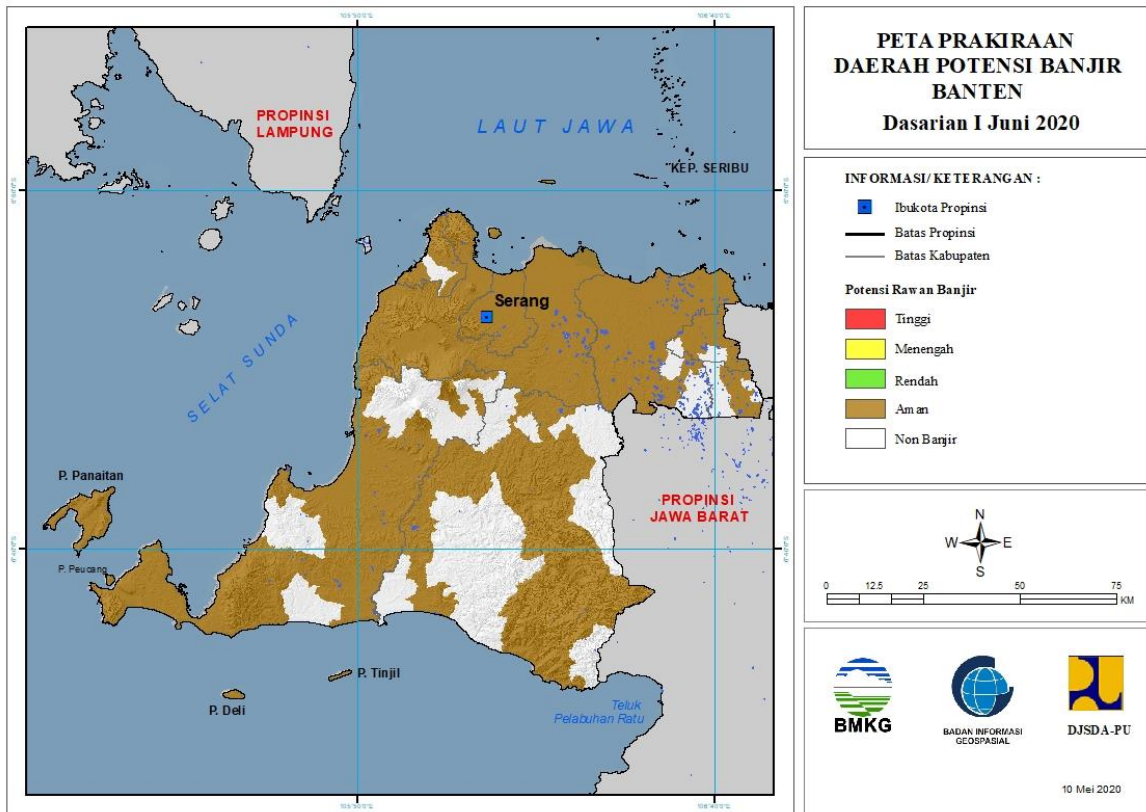 PETA PRAKIRAAN
DAERAH POTENSI BANJIR
BANTEN
Dasarian I Juni 2020
INFORMASI/ KETERANGAN :
Ibukota Propinsi
Batas Propinsi
Batas Kabupaten
Potensi Rawan Banjir
Tinggi
Menengah
Rendah
Aman
Non Banjir
N
W E
S
0 12.5 25 50 75
KM
BMKG
BADAN INFORMASI
GEOSPASIAL
DJSDA-PU
10 Mei 2020
PROPINSI
LAMPUNG
LAUT JAWA
KEP. SERIBU
Serang
SELAT SUNDA
P. Panaitan
P. Peucang
PROPINSI
JAWA BARAT
P. Tinjil
P. Deli
Teluk
Pelabuhan Ratu